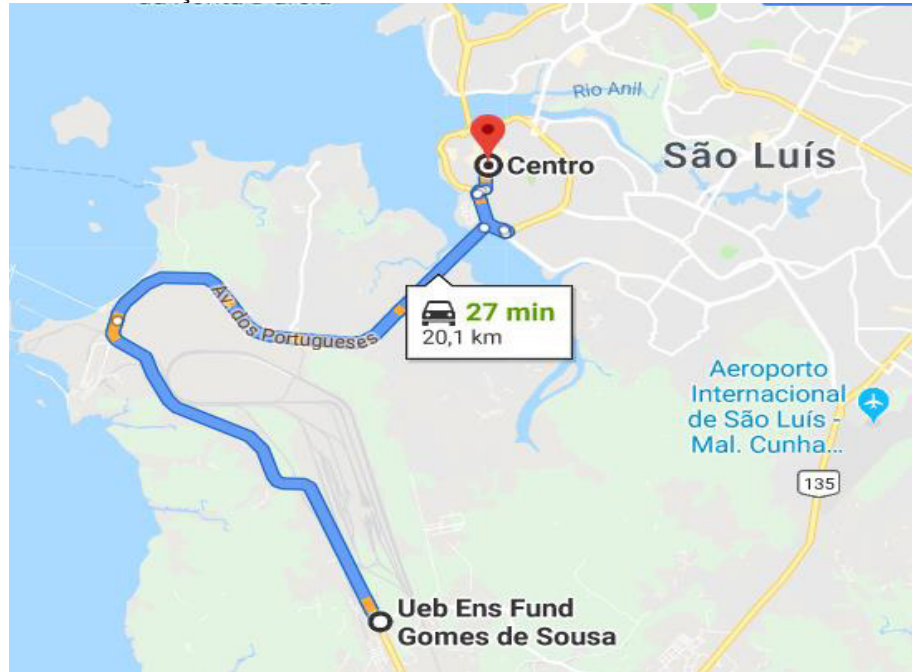 Rio Anil
São Luís
Centro
Av. dos Portugueses
27 min
20,1 km
Aeroporto
Internacional
de São Luís -
Mal. Cunha...
135
Ueb Ens Fund
Gomes de Sousa